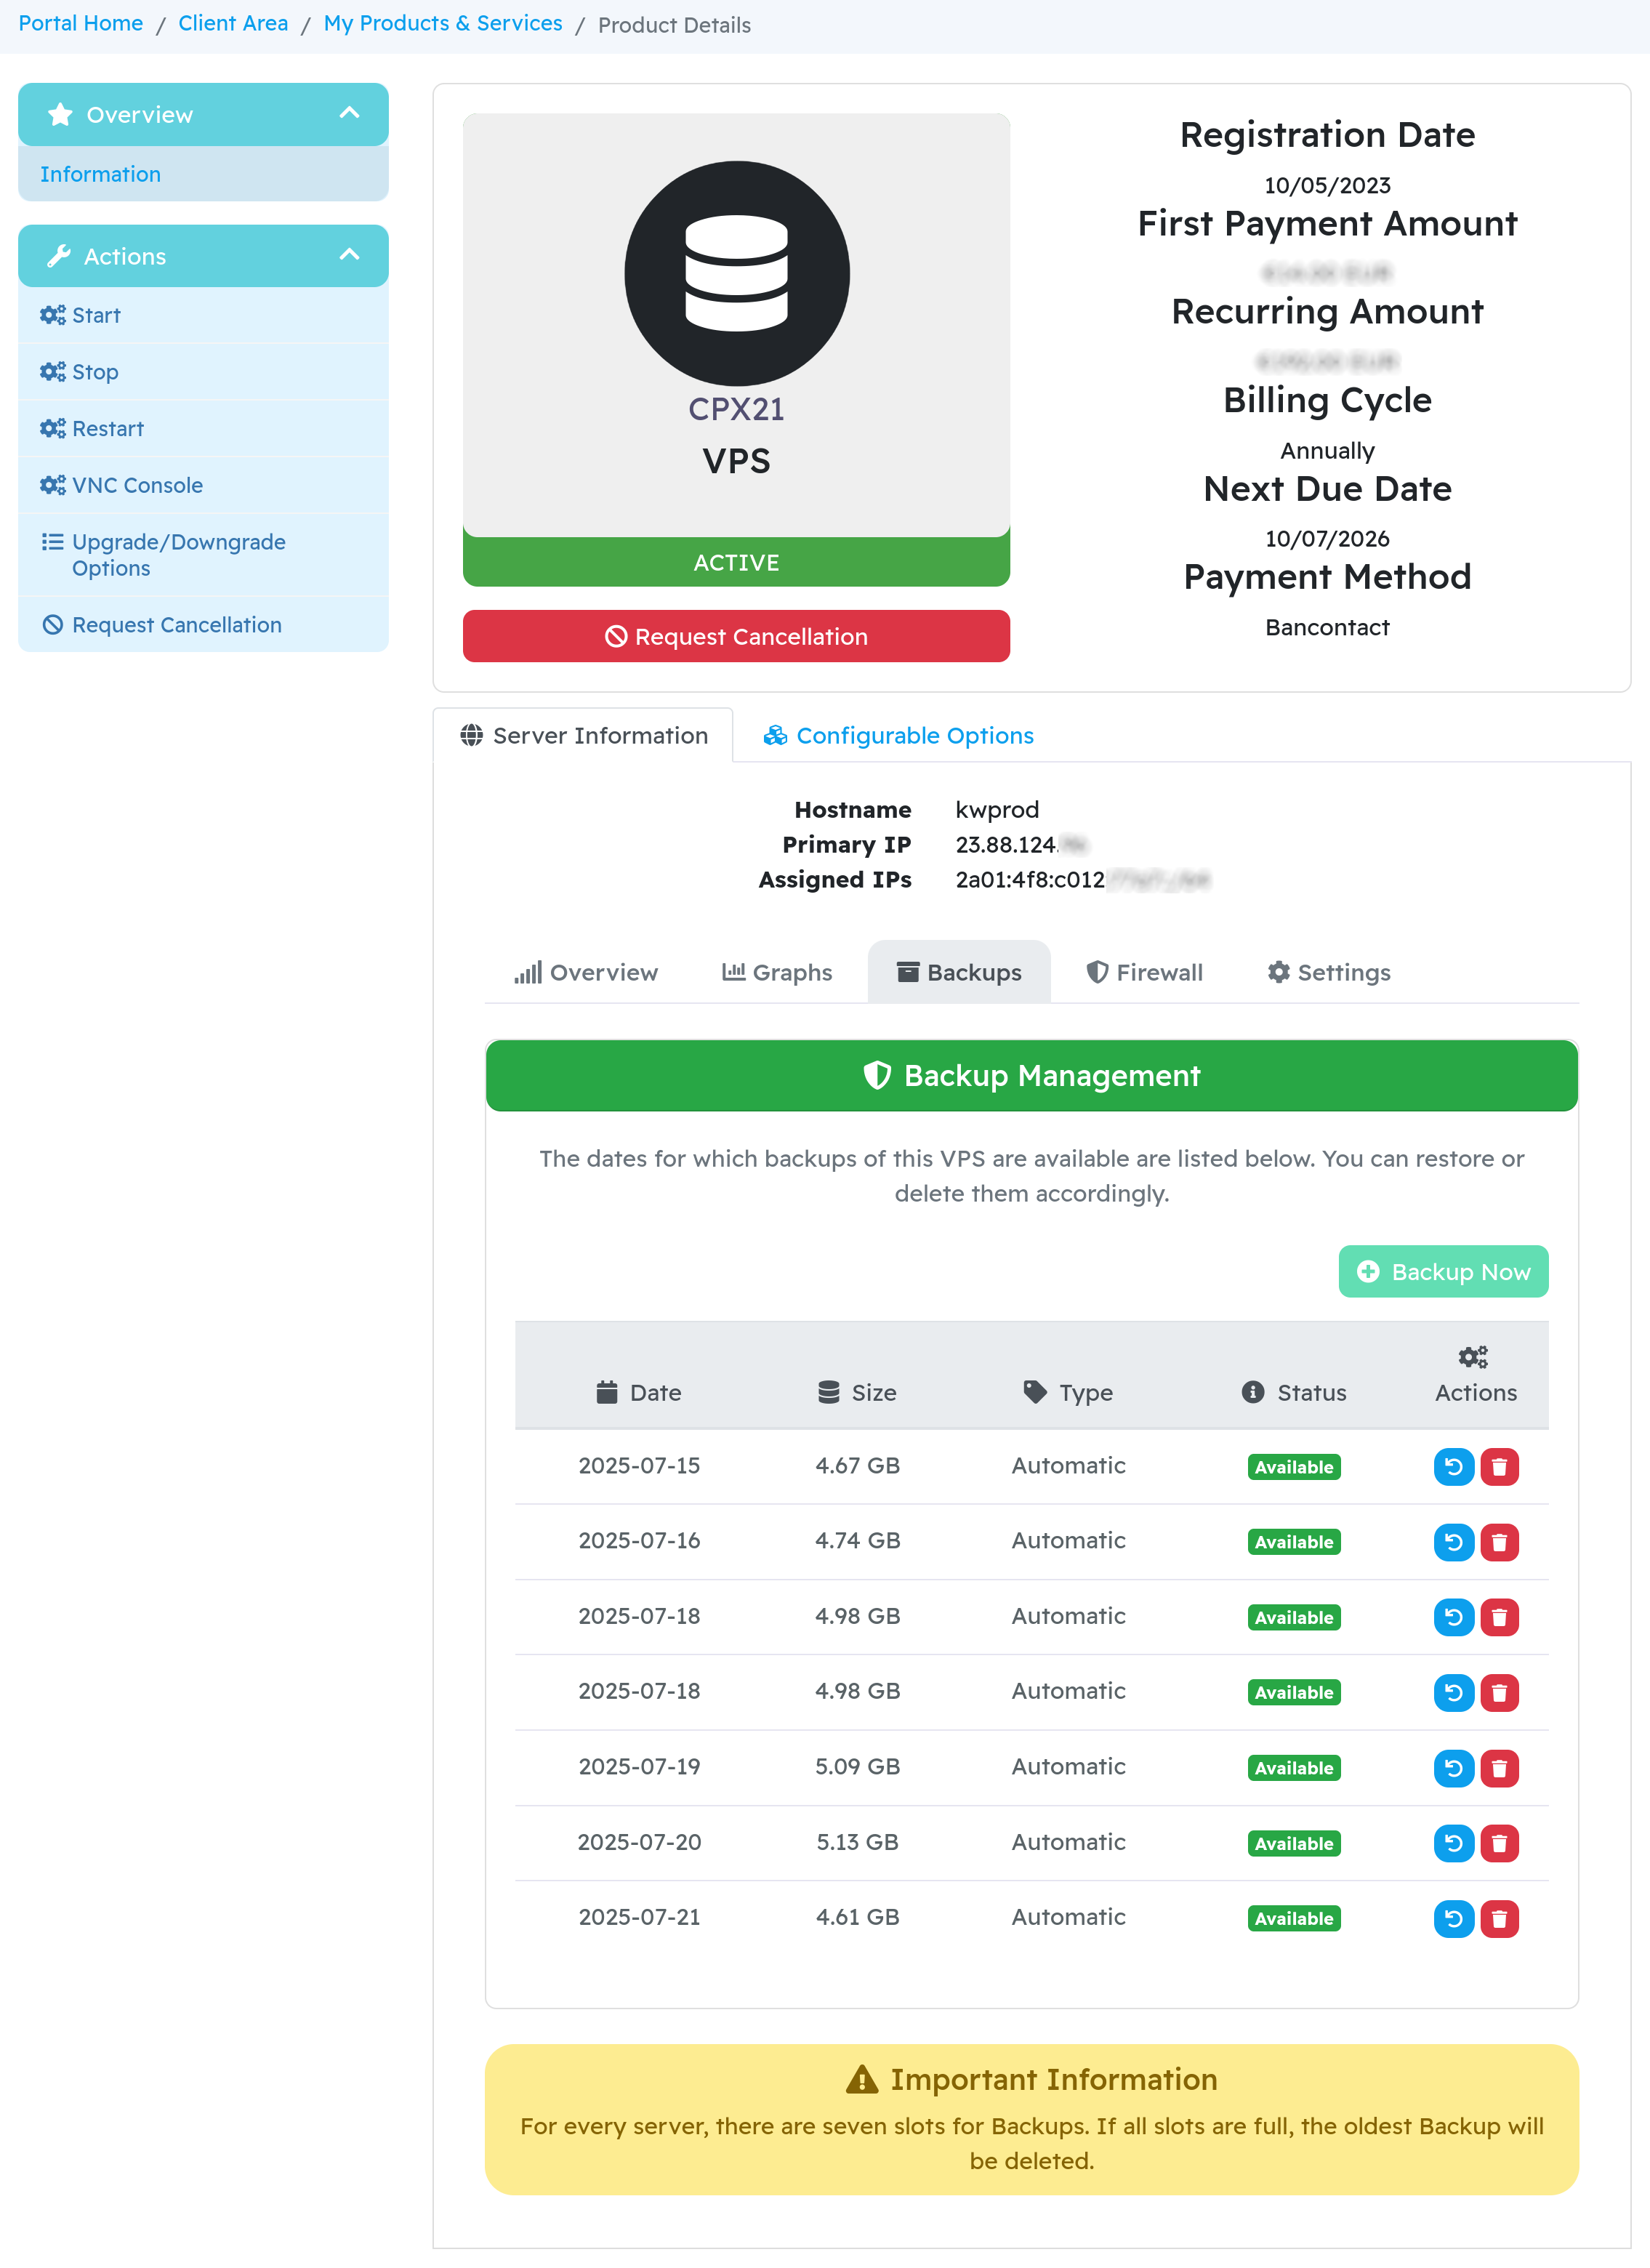 Portal Home / Client Area / My Products & Services / Product Details
Overview
Information
Actions
Start
Stop
Restart
VNC Console
Upgrade/Downgrade
Options
Request Cancellation
CPX21
VPS
ACTIVE
Request Cancellation
Registration Date
10/05/2023
First Payment Amount
Recurring Amount
Billing Cycle
Annually
Next Due Date
10/07/2026
Payment Method
Bancontact
Server Information Configurable Options
Hostname kwprod
Primary IP 23.88.124.
Assigned IPs 2a01:4f8:c012
Overview Graphs Backups Firewall Settings
Backup Management
The dates for which backups of this VPS are available are listed below. You can restore or
delete them accordingly.
Backup Now
Date Size Type Status Actions
2025-07-15 4.67 GB Automatic Available
2025-07-16 4.74 GB Automatic Available
2025-07-18 4.98 GB Automatic Available
2025-07-18 4.98 GB Automatic Available
2025-07-19 5.09 GB Automatic Available
2025-07-20 5.13 GB Automatic Available
2025-07-21 4.61 GB Automatic Available
Important Information
For every server, there are seven slots for Backups. If all slots are full, the oldest Backup will
be deleted.